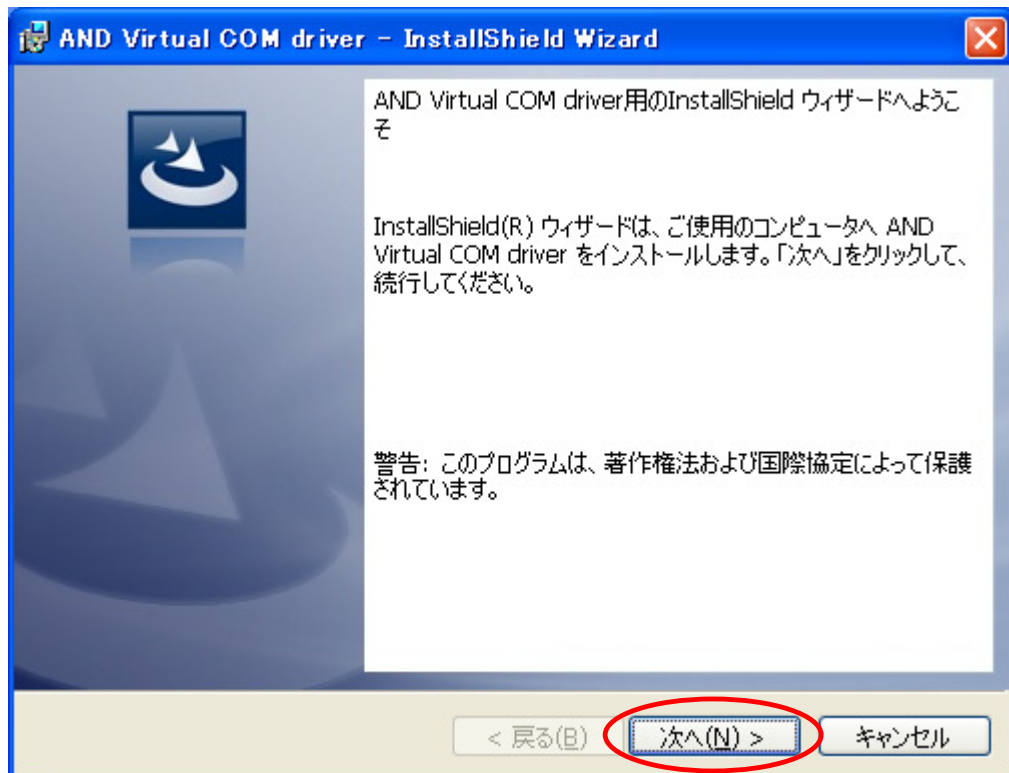 AND Virtual COM driver - InstallShield Wizard
AND Virtual COM driver用のInstallShield ウィザードへようこ
そ
InstallShield(R) ウィザードは、ご使用のコンピュータへ AND
Virtual COM driver をインストールします。「次へ」をクリックして、
続行してください。
警告: このプログラムは、著作権法および国際協定によって保護
されています。
< 戻る(B) 次へ(N) > キャンセル